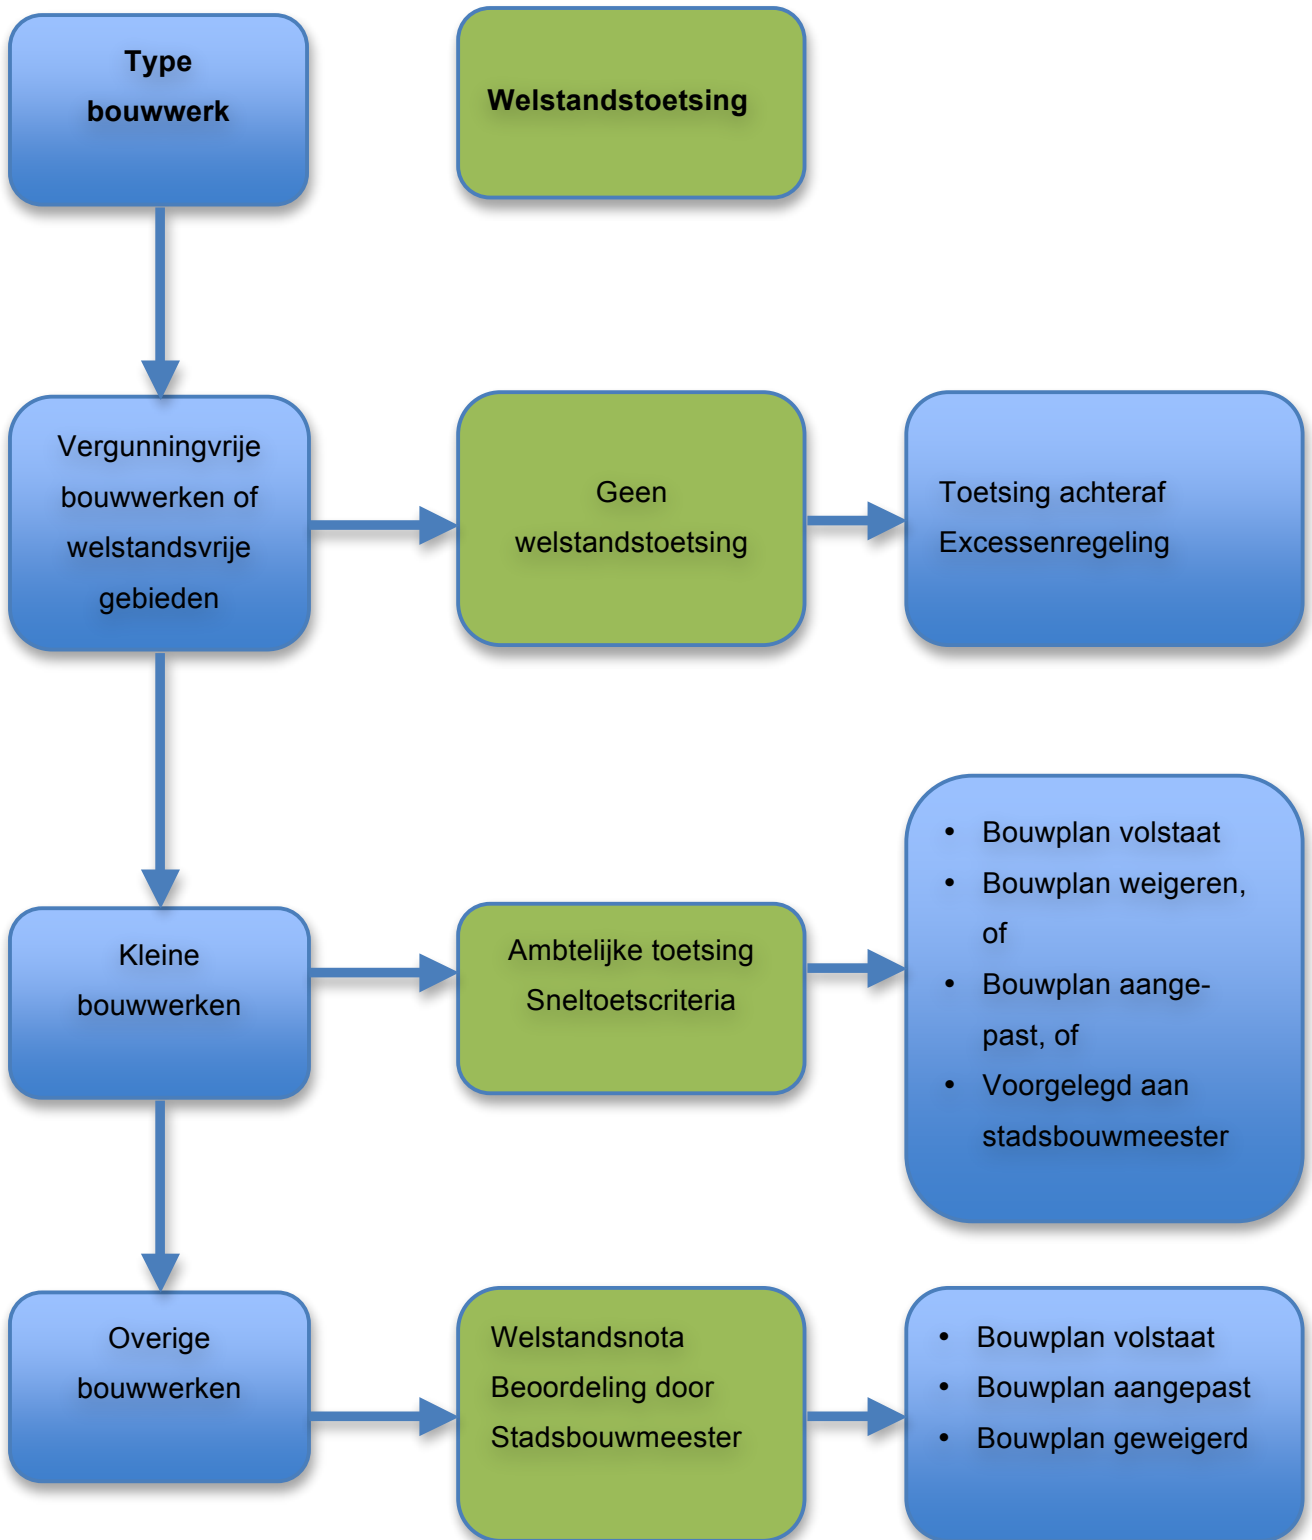 Type
bouwwerk
Welstandstoetsing
Vergunningvrije
bouwwerken of
welstandsvrije
gebieden
Geen
welstandstoetsing
Toetsing achteraf
Excessenregeling
Kleine
bouwwerken
Ambtelijke toetsing
Sneltoetscriteria
• Bouwplan volstaat
• Bouwplan weigeren,
of
• Bouwplan aange-
past, of
• Voorgelegd aan
stadsbouwmeester
Overige
bouwwerken
Welstandsnota
Beoordeling door
Stadsbouwmeester
• Bouwplan volstaat
• Bouwplan aangepast
• Bouwplan geweigerd